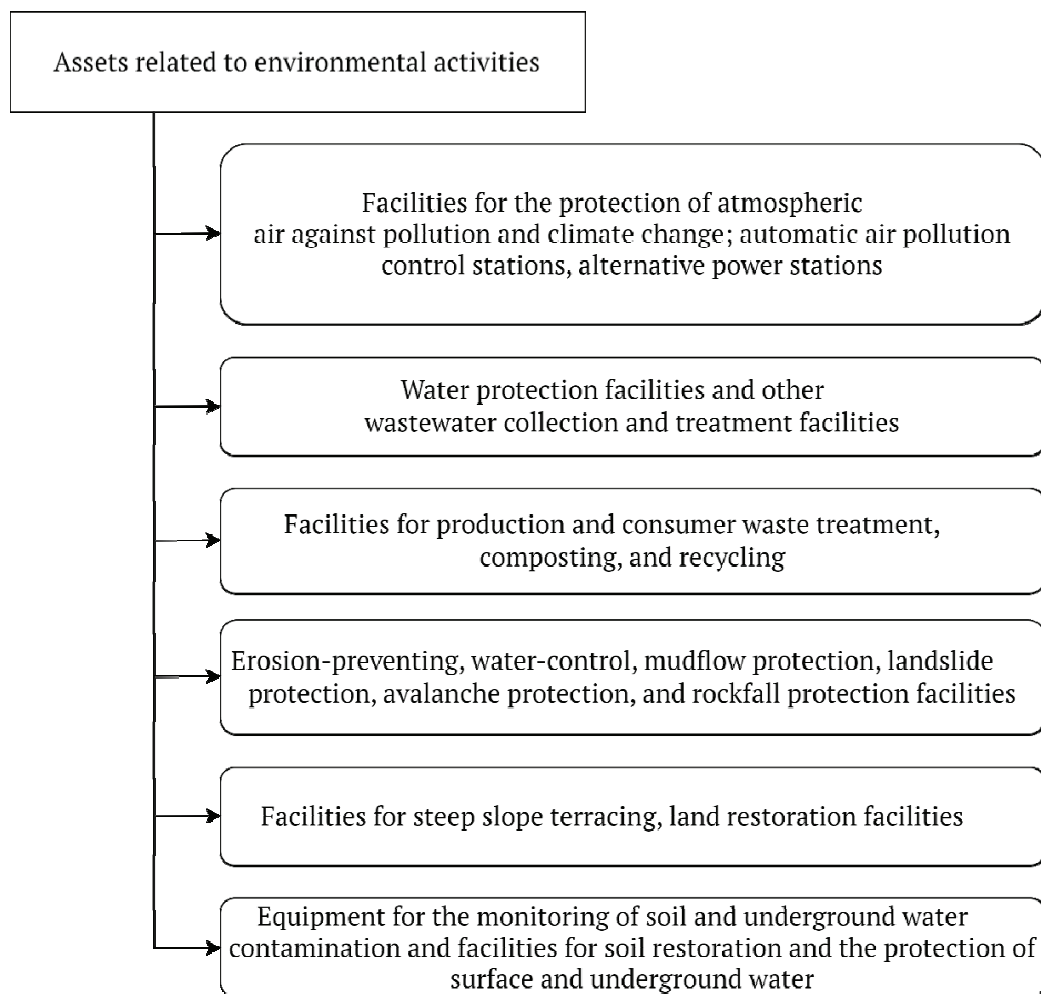 Assets related to environmental activities
Facilities for the protection of atmospheric
air against pollution and climate change; automatic air pollution
control stations, alternative power stations
Water protection facilities and other
wastewater collection and treatment facilities
Facilities for production and consumer waste treatment,
composting, and recycling
Erosion-preventing, water-control, mudflow protection, landslide
protection, avalanche protection, and rockfall protection facilities
Facilities for steep slope terracing, land restoration facilities
Equipment for the monitoring of soil and underground water
contamination and facilities for soil restoration and the protection of
surface and underground water